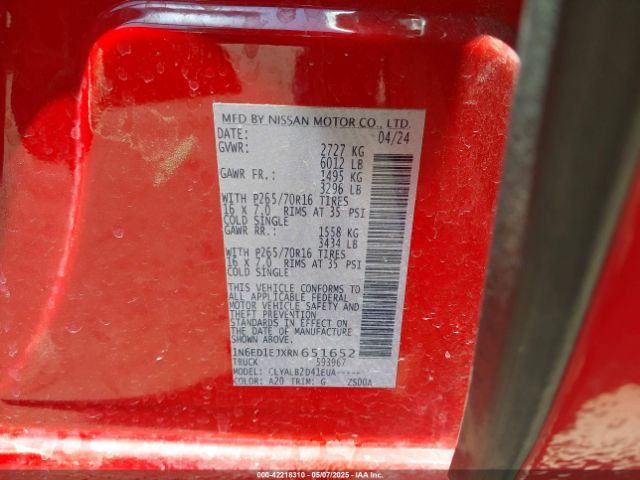 MFD BY NISSAN MOTOR CO., LTD.
DATE: 04/24
GVWR: 2727 KG
6012 LB
GAWR FR.: 1495 KG
3296 LB
WITH P265/70R16 TIRES
16 X 7.0 RIMS AT 35 PSI
COLD SINGLE
GAWR RR.: 1558 KG
3434 LB
WITH P265/70R16 TIRES
16 X 7.0 RIMS AT 35 PSI
COLD SINGLE
THIS VEHICLE CONFORMS TO
ALL APPLICABLE FEDERAL
MOTOR VEHICLE SAFETY AND
THEFT PREVENTION
STANDARDS IN EFFECT ON
THE DATE OF MANUFACTURE
SHOWN ABOVE.
1N6ED1EJXRN651652
TRUCK 593967
MODEL: CLYALB2D41EUA-----
COLOR: A20 TRIM: G ZSD0A
000-42218310 - 05/07/2025 - IAA Inc.